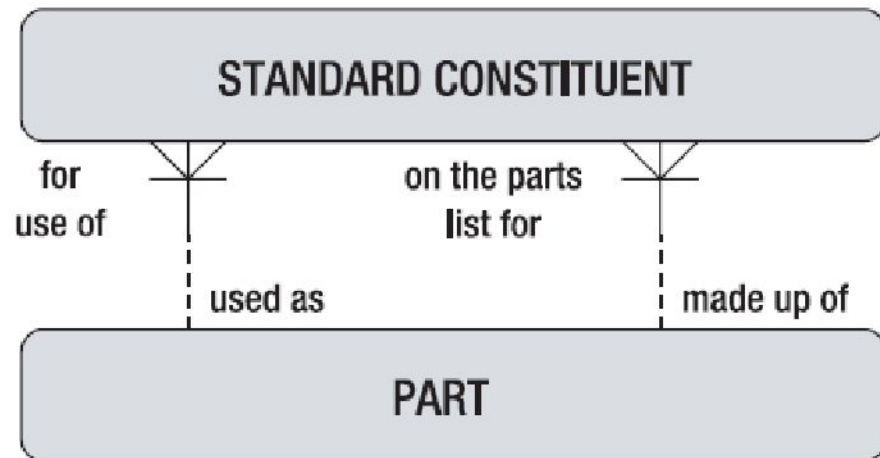 STANDARD CONSTITUENT
for
use of
on the parts
list for
used as
made up of
PART